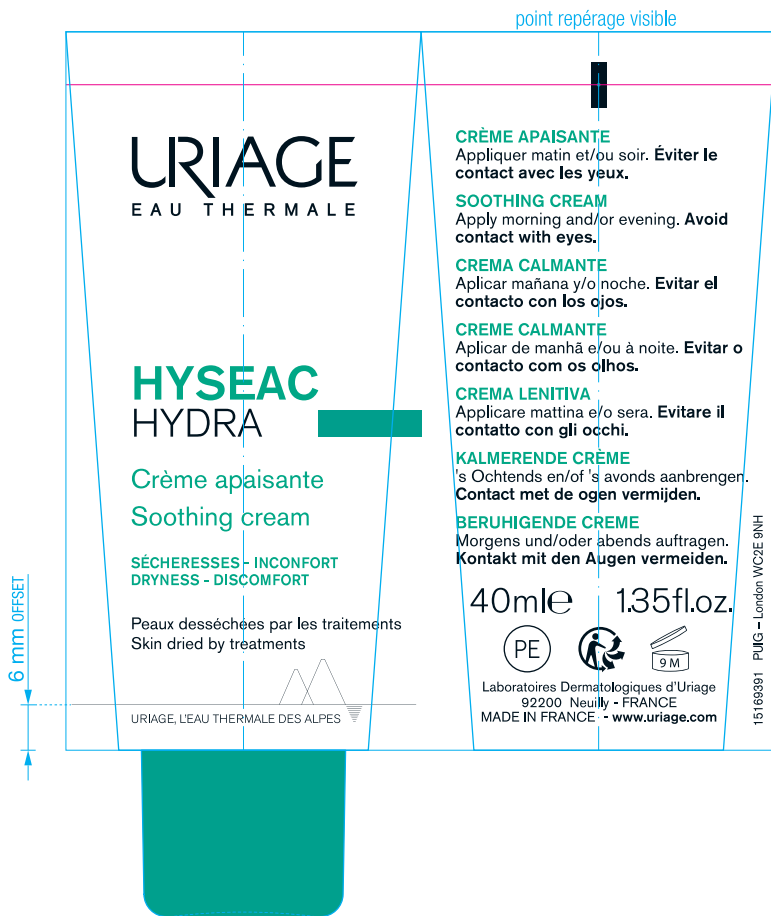 point repérage visible
URIAGE
EAU THERMALE
HYSEAC
HYDRA
Crème apaisante
Soothing cream
SÉCHERESSES - INCONFORT
DRYNESS - DISCOMFORT
Peaux desséchées par les traitements
Skin dried by treatments
URIAGE, L'EAU THERMALE DES ALPES
6 mm OFFSET
CRÈME APAISANTE
Appliquer matin et/ou soir. Éviter le
contact avec les yeux.
SOOTHING CREAM
Apply morning and/or evening. Avoid
contact with eyes.
CREMA CALMANTE
Aplicar mañana y/o noche. Evitar el
contacto con los ojos.
CREME CALMANTE
Aplicar de manhã e/ou à noite. Evitar o
contacto com os olhos.
CREMA LENITIVA
Applicare mattina e/o sera. Evitare il
contatto con gli occhi.
KALMERENDE CRÈME
's Ochtends en/of 's avonds aanbrengen.
Contact met de ogen vermijden.
BERUHIGENDE CREME
Morgens und/oder abends auftragen.
Kontakt mit den Augen vermeiden.
40ml℮ 1.35fl.oz.
PE
9 M
Laboratoires Dermatologiques d'Uriage
92200 Neuilly - FRANCE
MADE IN FRANCE - www.uriage.com
15169391 PUIG – London WC2E 9NH